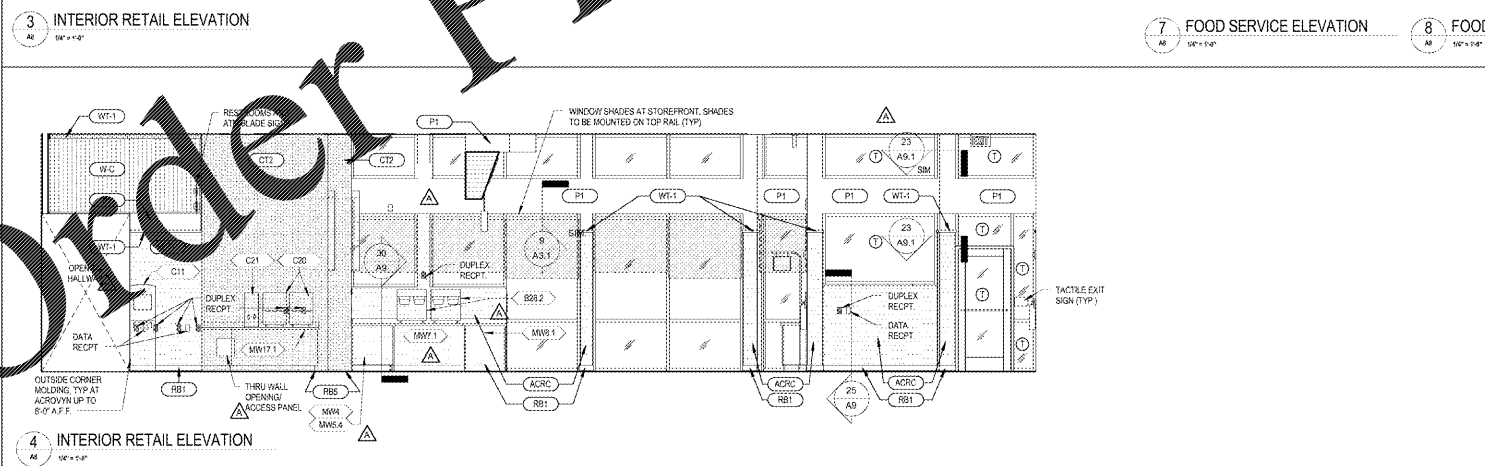 3 INTERIOR RETAIL ELEVATION
A8 1/4" = 1'-0"
7 FOOD SERVICE ELEVATION
A8 1/4" = 1'-0"
8 FOOD
A8 1/4" = 1'-0"
Order
WT-1
W-C
WT-1
OPEN
HALLWAY
C11
DATA
RECPT
DUPLEX
RECPT.
OUTSIDE CORNER
MOLDING, TYP AT
ACROVYN UP TO
8'-0" A.F.F.
RB1
CT2
C21
C20
MW17.1
THRU WALL
OPENING/
ACCESS PANEL
A
RB5
MW4
MW5.4
A
CT2
P1
A
30
A9
DUPLEX
RECPT.
B28.2
A
MW7.1
A
MW8.1
WINDOW SHADES AT STOREFRONT, SHADES
TO BE MOUNTED ON TOP RAIL (TYP)
9
A3.1
SIM
P1
WT-1
ACRC
RB1
P1
P1
WT-1
P1
A
23
A9.1
SIM
T
T
23
A9.1
T
T
T
T
EXIT
DUPLEX
RECPT.
DATA
RECPT.
ACRC
RB1
25
A9
ACRC
RB1
TACTILE EXIT
SIGN (TYP.)
4 INTERIOR RETAIL ELEVATION
A8 1/4" = 1'-0"